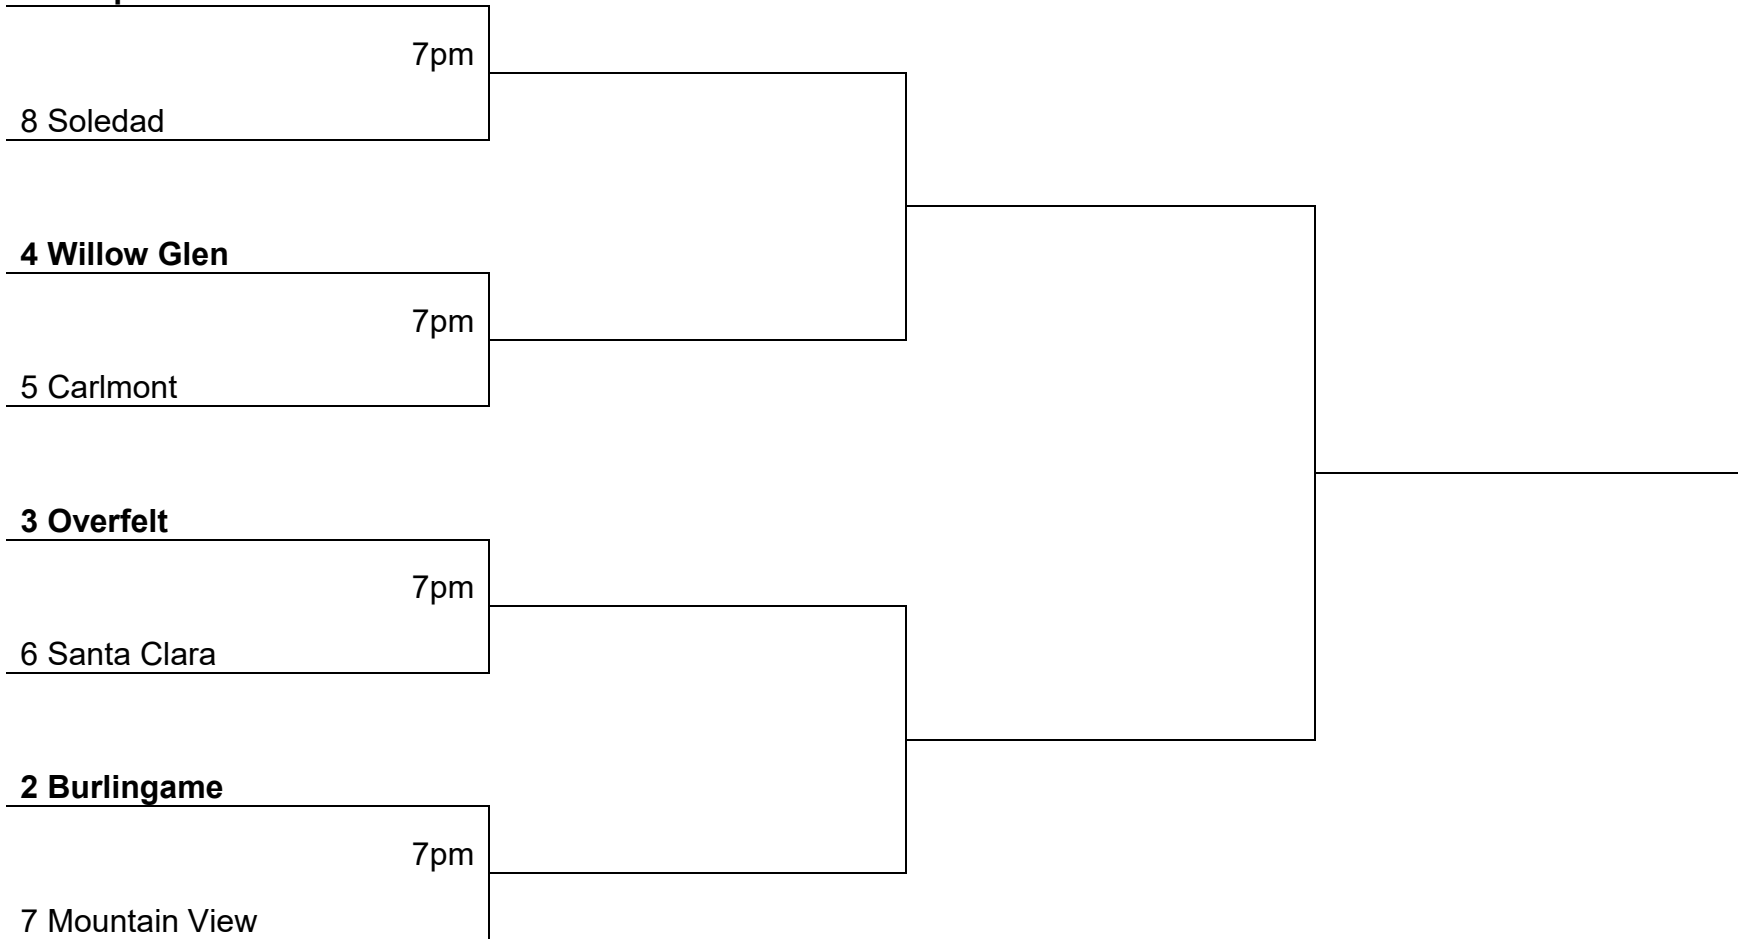 7pm
8 Soledad
4 Willow Glen
7pm
5 Carlmont
3 Overfelt
7pm
6 Santa Clara
2 Burlingame
7pm
7 Mountain View